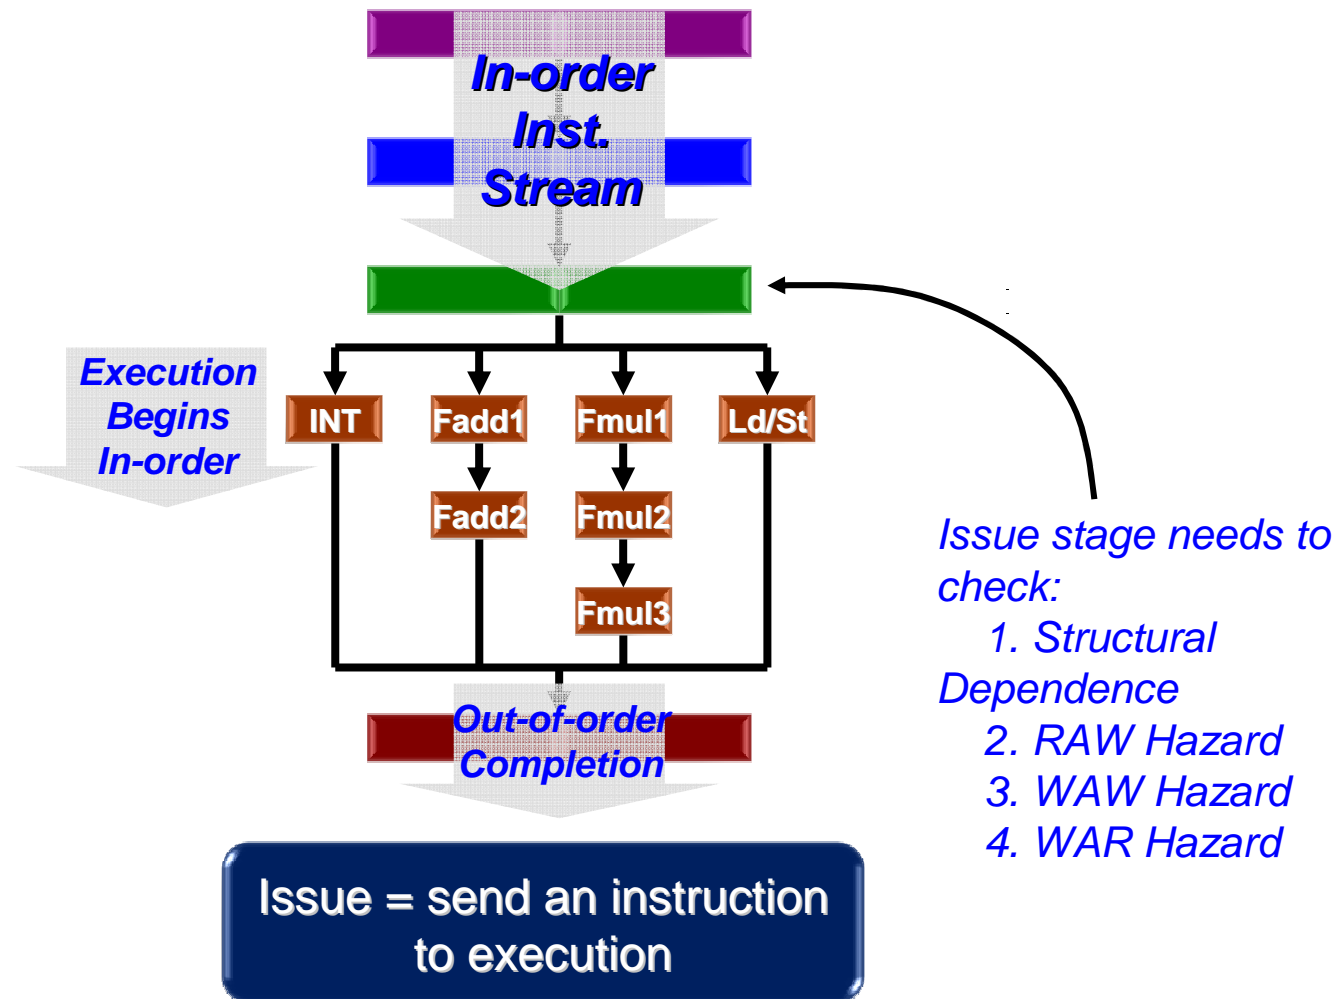 In-order
Inst.
Stream
Execution
Begins
In-order
INT
Fadd1
Fmul1
Ld/St
Fadd2
Fmul2
Fmul3
Out-of-order
Completion
Issue stage needs to
check:
1. Structural
Dependence
2. RAW Hazard
3. WAW Hazard
4. WAR Hazard
Issue = send an instruction
to execution